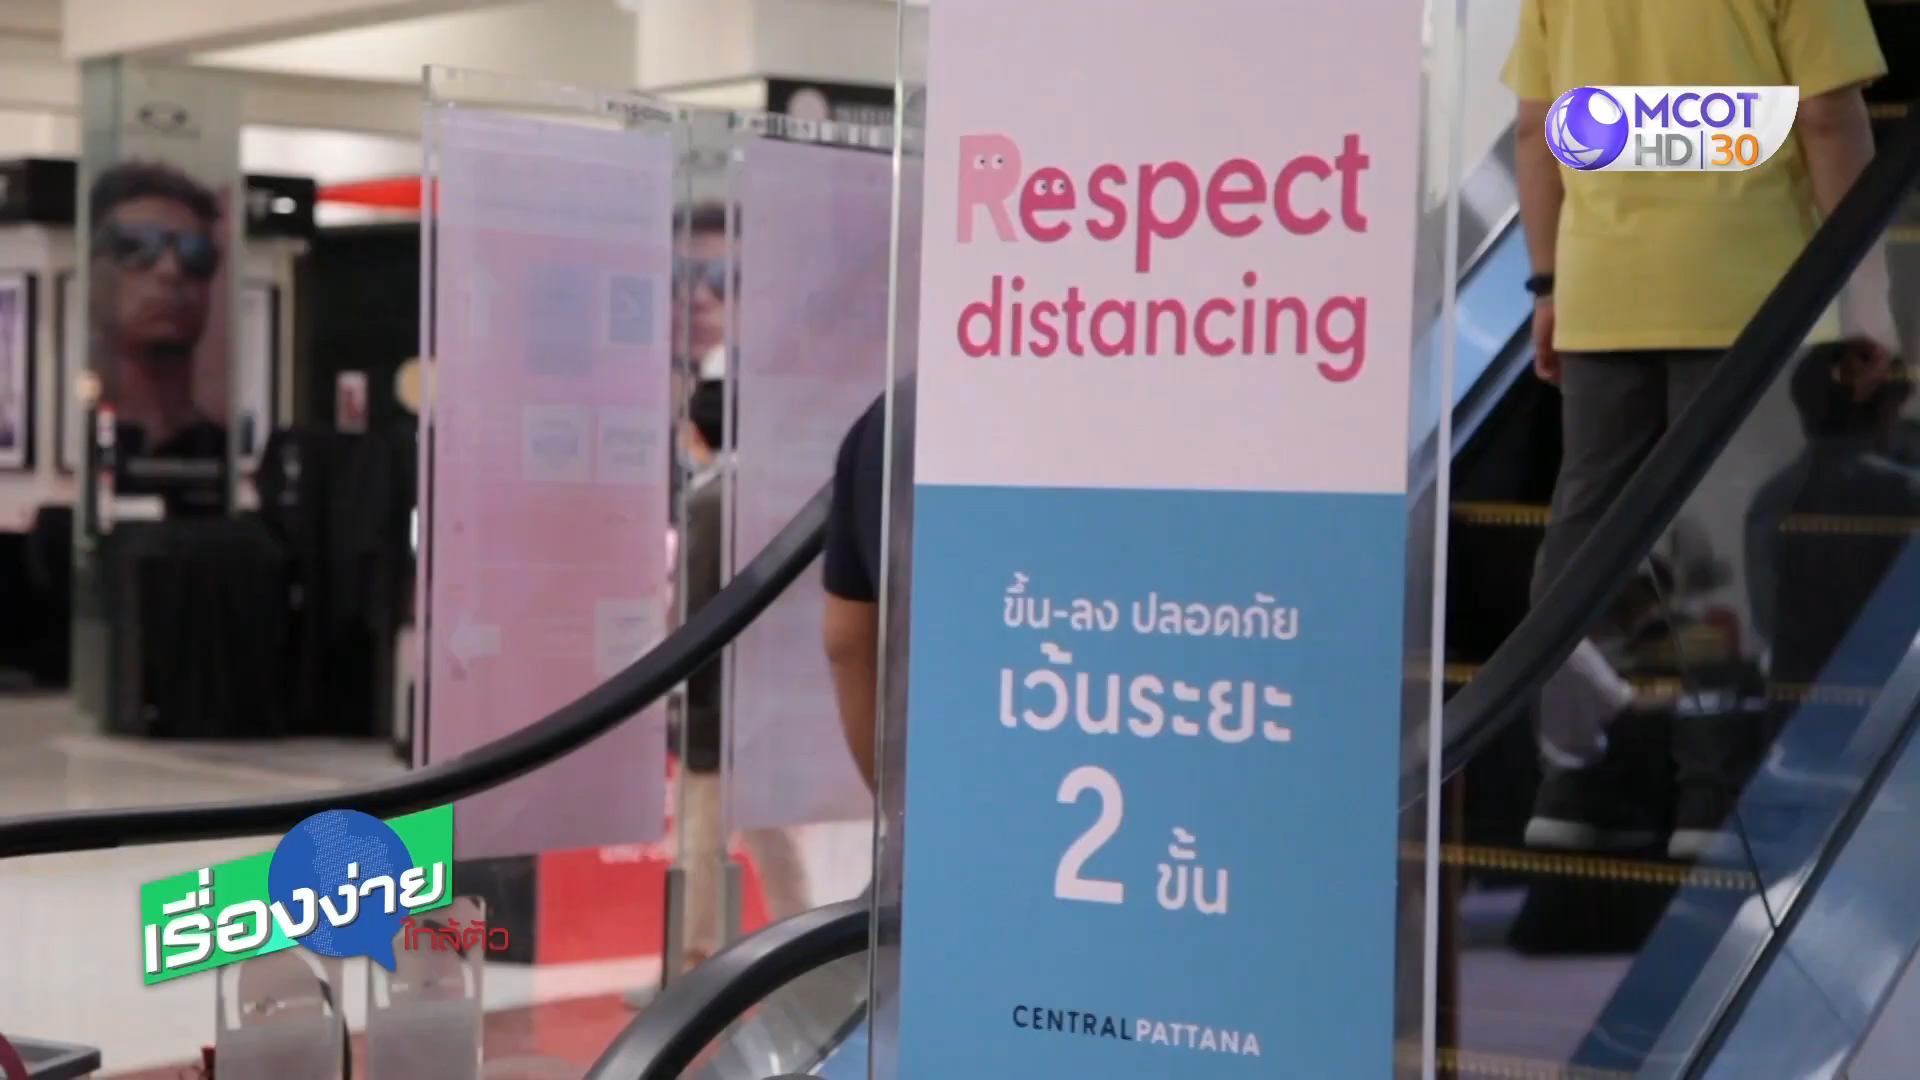 MCOT
HD 30
Respect
distancing
ขึ้น-ลง ปลอดภัย
เว้นระยะ
2 ขั้น
CENTRALPATTANA
เรื่องง่าย
ใกล้ตัว